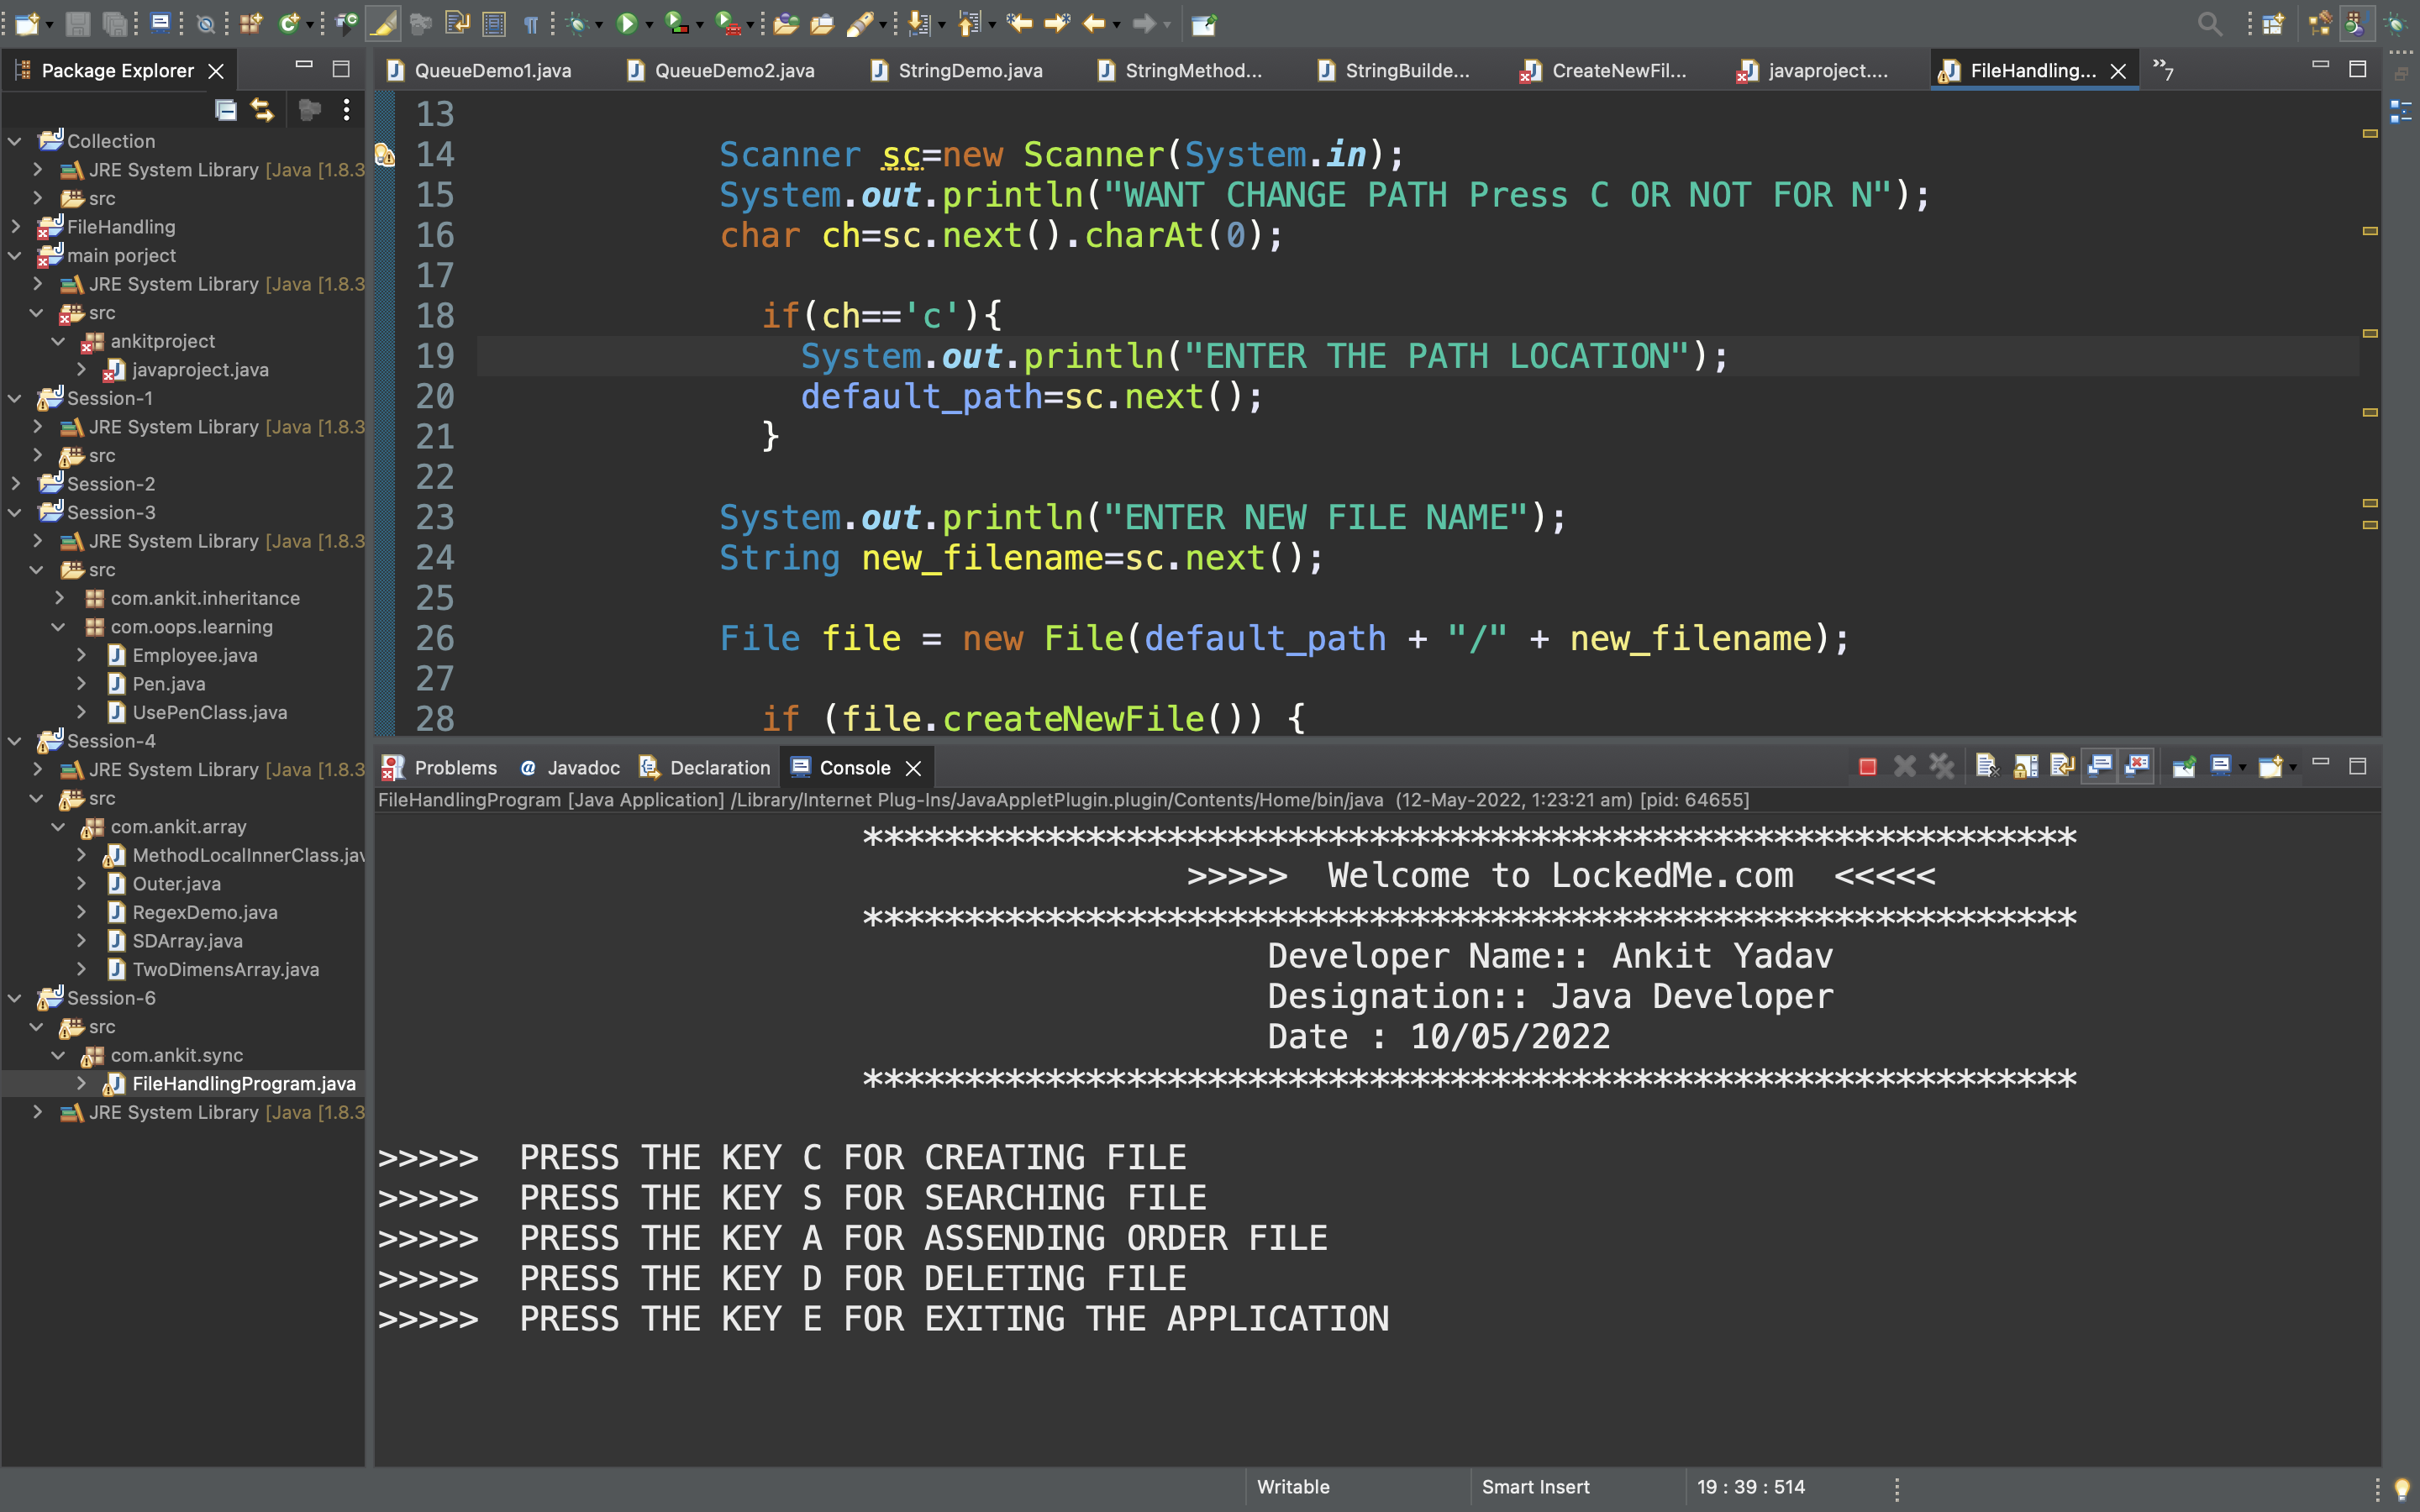 Package Explorer
Collection
JRE System Library [Java [1.8.3
src
FileHandling
main porject
JRE System Library [Java [1.8.3
src
ankitproject
javaproject.java
Session-1
JRE System Library [Java [1.8.3
src
Session-2
Session-3
JRE System Library [Java [1.8.3
src
com.ankit.inheritance
com.oops.learning
Employee.java
Pen.java
UsePenClass.java
Session-4
JRE System Library [Java [1.8.3
src
com.ankit.array
MethodLocalInnerClass.jav
Outer.java
RegexDemo.java
SDArray.java
TwoDimensArray.java
Session-6
src
com.ankit.sync
FileHandlingProgram.java
JRE System Library [Java [1.8.3
QueueDemo1.java QueueDemo2.java StringDemo.java StringMethod... StringBuilde... CreateNewFil... javaproject.... FileHandling... »7
13
14 Scanner sc=new Scanner(System.in);
15 System.out.println("WANT CHANGE PATH Press C OR NOT FOR N");
16 char ch=sc.next().charAt(0);
17
18 if(ch=='c'){
19 System.out.println("ENTER THE PATH LOCATION");
20 default_path=sc.next();
21 }
22
23 System.out.println("ENTER NEW FILE NAME");
24 String new_filename=sc.next();
25
26 File file = new File(default_path + "/" + new_filename);
27
28 if (file.createNewFile()) {
Problems Javadoc Declaration Console
FileHandlingProgram [Java Application] /Library/Internet Plug-Ins/JavaAppletPlugin.plugin/Contents/Home/bin/java (12-May-2022, 1:23:21 am) [pid: 64655]
************************************************************
>>>>> Welcome to LockedMe.com <<<<<
************************************************************
Developer Name:: Ankit Yadav
Designation:: Java Developer
Date : 10/05/2022
************************************************************
>>>>> PRESS THE KEY C FOR CREATING FILE
>>>>> PRESS THE KEY S FOR SEARCHING FILE
>>>>> PRESS THE KEY A FOR ASSENDING ORDER FILE
>>>>> PRESS THE KEY D FOR DELETING FILE
>>>>> PRESS THE KEY E FOR EXITING THE APPLICATION
Writable Smart Insert 19 : 39 : 514